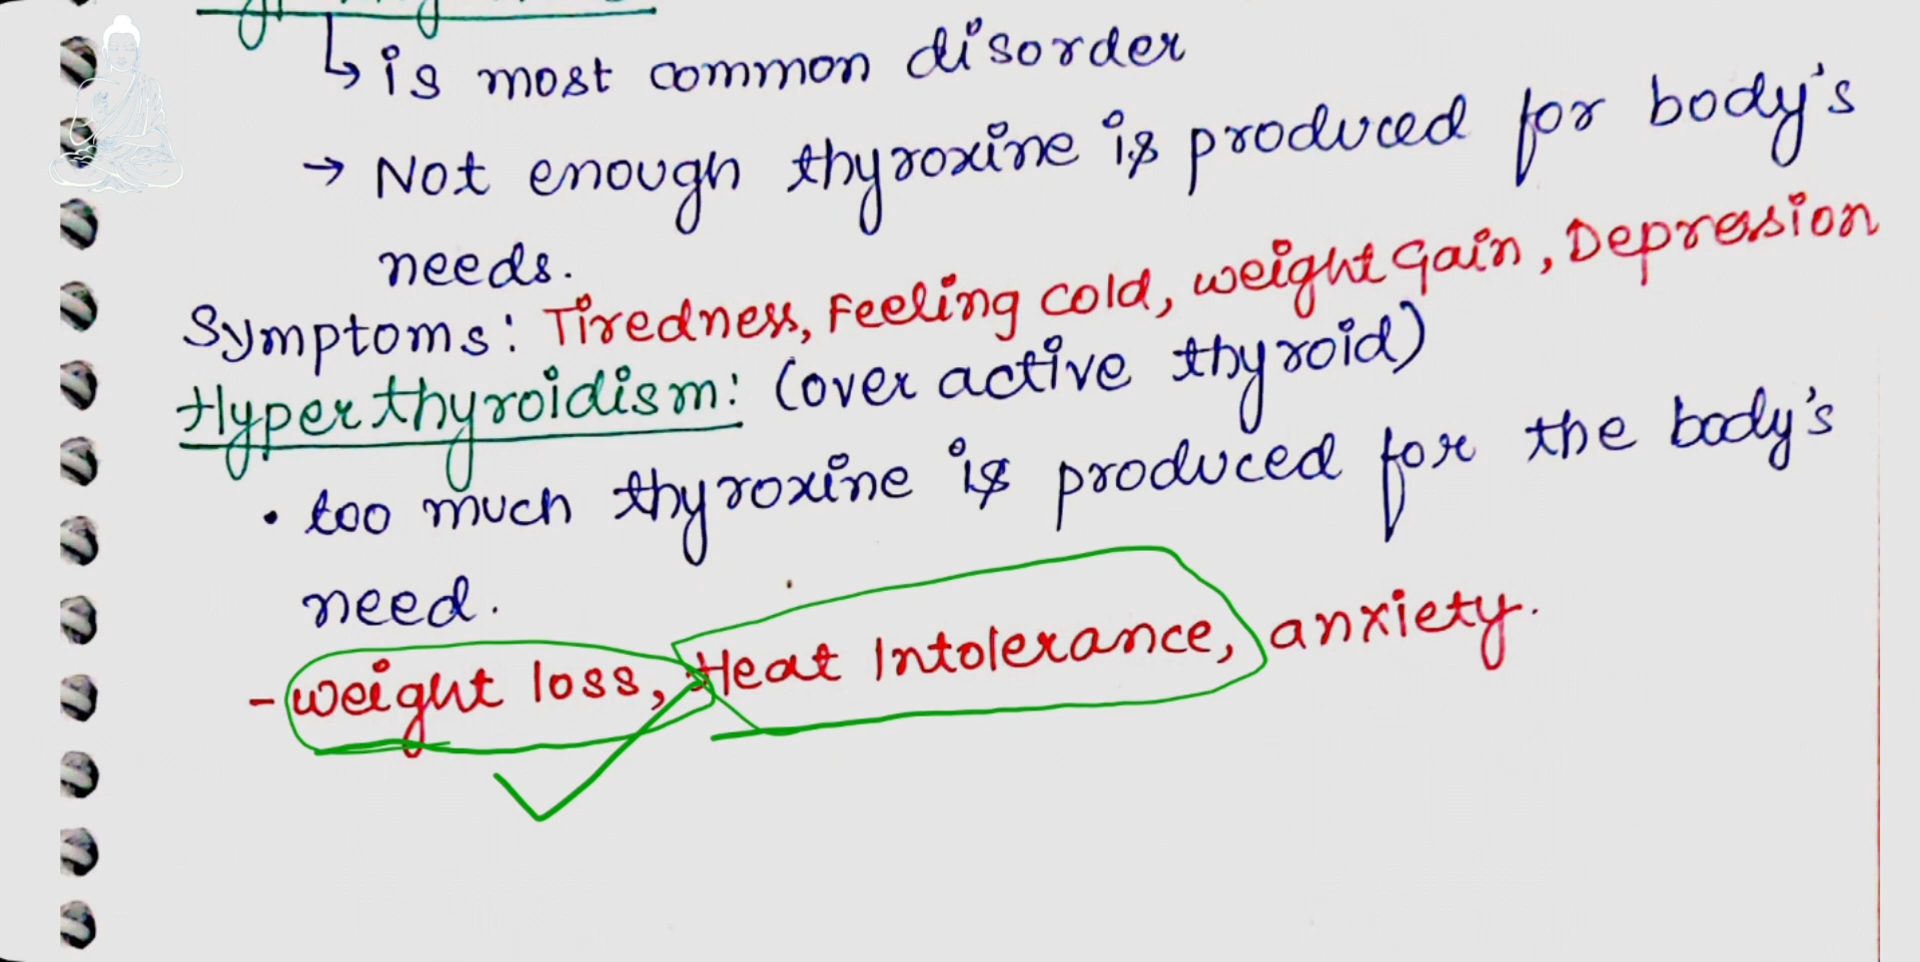 is most common disorder
→ Not enough thyroxine is produced for body's
needs.
Symptoms: Tiredness, Feeling cold, weight Gain, Depression
Hyperthyroidism: (over active thyroid)
• too much thyroxine is produced for the body's
need.
- weight loss, Heat Intolerance, anxiety.